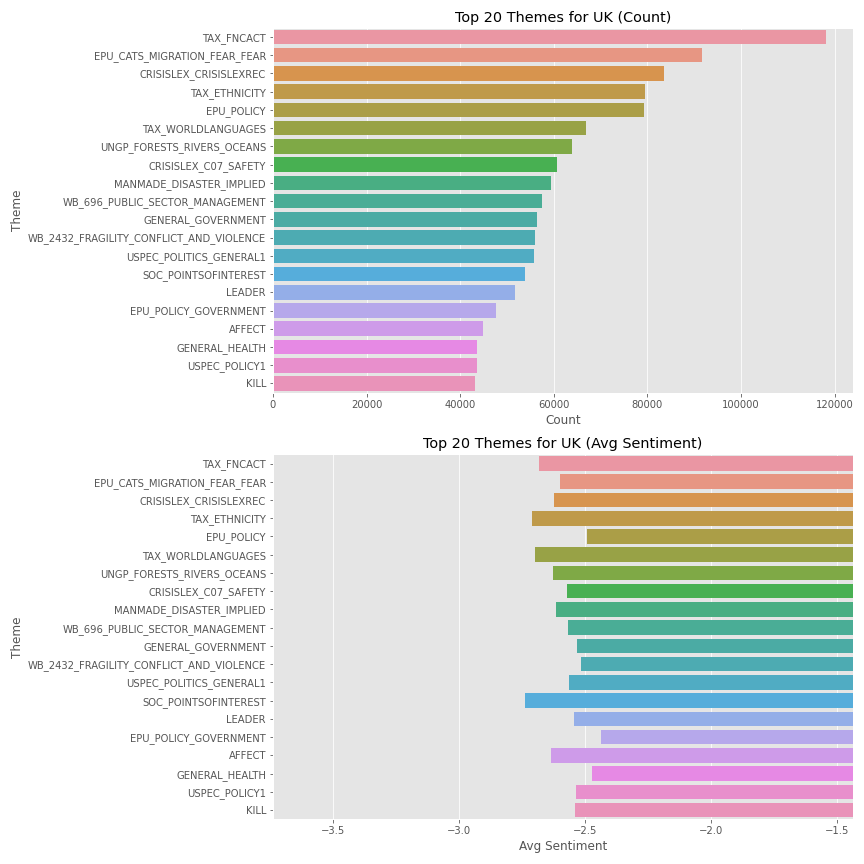 Top 20 Themes for UK (Count)
Theme
TAX_FNCACT
EPU_CATS_MIGRATION_FEAR_FEAR
CRISISLEX_CRISISLEXREC
TAX_ETHNICITY
EPU_POLICY
TAX_WORLDLANGUAGES
UNGP_FORESTS_RIVERS_OCEANS
CRISISLEX_C07_SAFETY
MANMADE_DISASTER_IMPLIED
WB_696_PUBLIC_SECTOR_MANAGEMENT
GENERAL_GOVERNMENT
WB_2432_FRAGILITY_CONFLICT_AND_VIOLENCE
USPEC_POLITICS_GENERAL1
SOC_POINTSOFINTEREST
LEADER
EPU_POLICY_GOVERNMENT
AFFECT
GENERAL_HEALTH
USPEC_POLICY1
KILL
0 20000 40000 60000 80000 100000 120000
Count
Top 20 Themes for UK (Avg Sentiment)
Theme
TAX_FNCACT
EPU_CATS_MIGRATION_FEAR_FEAR
CRISISLEX_CRISISLEXREC
TAX_ETHNICITY
EPU_POLICY
TAX_WORLDLANGUAGES
UNGP_FORESTS_RIVERS_OCEANS
CRISISLEX_C07_SAFETY
MANMADE_DISASTER_IMPLIED
WB_696_PUBLIC_SECTOR_MANAGEMENT
GENERAL_GOVERNMENT
WB_2432_FRAGILITY_CONFLICT_AND_VIOLENCE
USPEC_POLITICS_GENERAL1
SOC_POINTSOFINTEREST
LEADER
EPU_POLICY_GOVERNMENT
AFFECT
GENERAL_HEALTH
USPEC_POLICY1
KILL
−3.5 −3.0 −2.5 −2.0 −1.5
Avg Sentiment